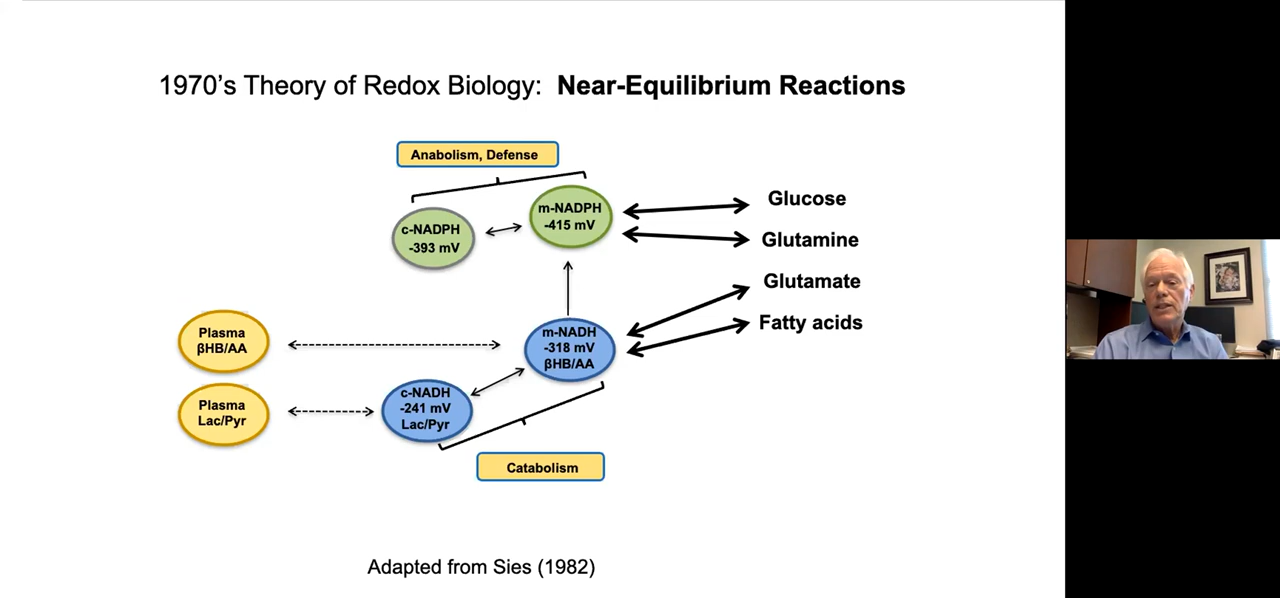 1970's Theory of Redox Biology: Near-Equilibrium Reactions
Anabolism, Defense
m-NADPH
-415 mV
c-NADPH
-393 mV
Glucose
Glutamine
Glutamate
Fatty acids
Plasma
βHB/AA
m-NADH
-318 mV
βHB/AA
Plasma
Lac/Pyr
c-NADH
-241 mV
Lac/Pyr
Catabolism
Adapted from Sies (1982)